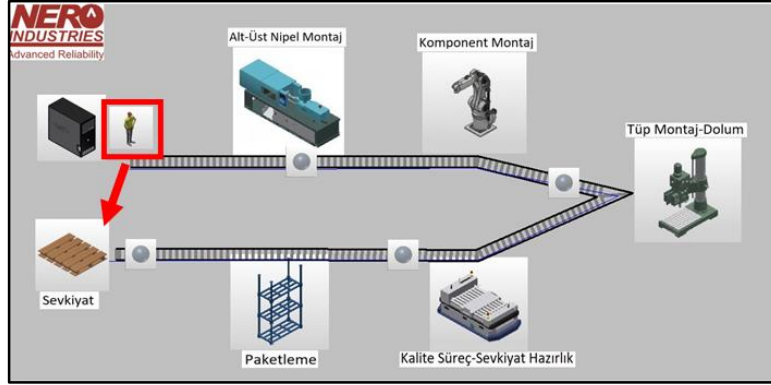 NERO
INDUSTRIES
Advanced Reliability
Alt-Üst Nipel Montaj
Komponent Montaj
Tüp Montaj-Dolum
Sevkiyat
Paketleme
Kalite Süreç-Sevkiyat Hazırlık